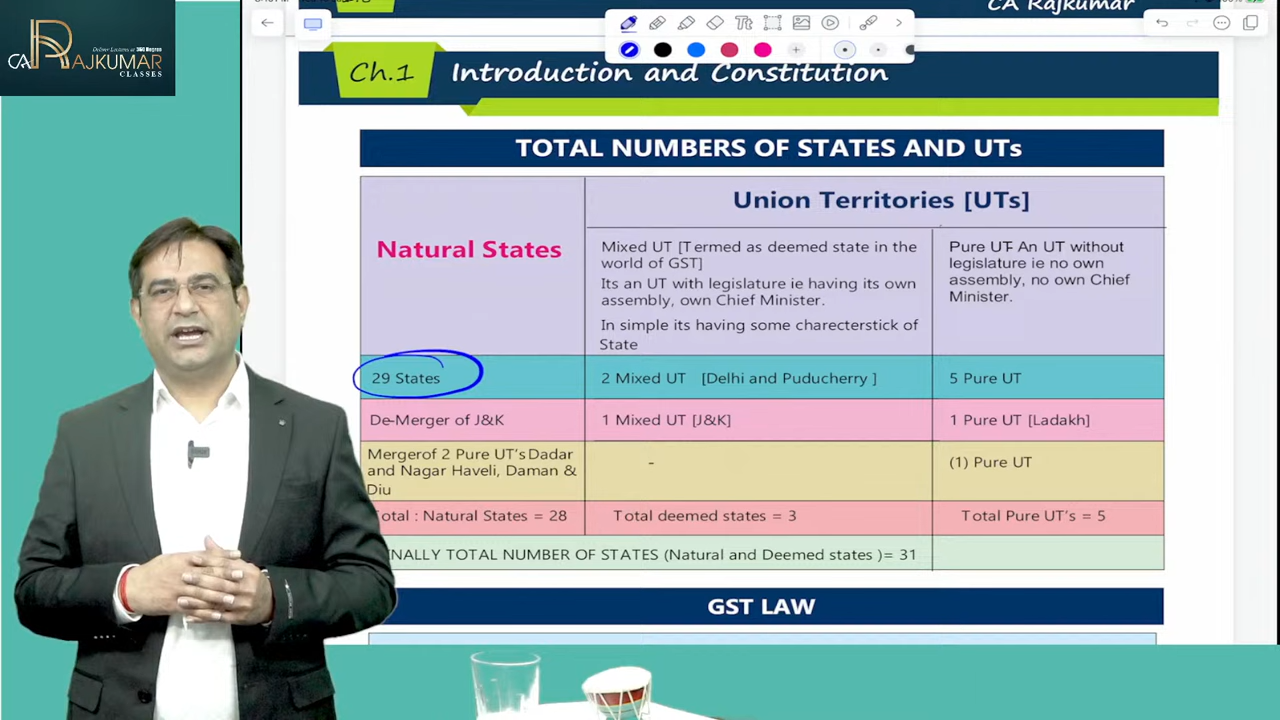 CA RAJKUMAR
Deliver Lectures at 360 Degree
CLASSES
CA Rajkumar
Ch.1 Introduction and Constitution
TOTAL NUMBERS OF STATES AND UTs
Natural States
Union Territories [UTs]
Mixed UT [T ermed as deemed state in the
world of GST]
Its an UT with legislature ie having its own
assembly, own Chief Minister.
In simple its having some charecterstick of
State
Pure UT- An UT without
legislature ie no own
assembly, no own Chief
Minister.
29 States 2 Mixed UT [Delhi and Puducherry ] 5 Pure UT
De-Merger of J&K 1 Mixed UT [J&K] 1 Pure UT [Ladakh]
Mergerof 2 Pure UT's Dadar
and Nagar Haveli, Daman &
Diu
- (1) Pure UT
otal : Natural States = 28 Total deemed states = 3 Total Pure UT's = 5
NALLY TOTAL NUMBER OF STATES (Natural and Deemed states )= 31
GST LAW